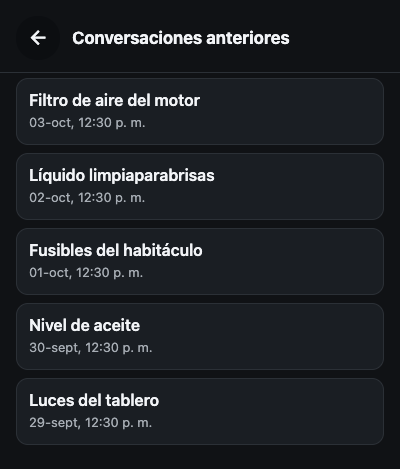 Conversaciones anteriores
Filtro de aire del motor
03-oct, 12:30 p. m.
Líquido limpiaparabrisas
02-oct, 12:30 p. m.
Fusibles del habitáculo
01-oct, 12:30 p. m.
Nivel de aceite
30-sept, 12:30 p. m.
Luces del tablero
29-sept, 12:30 p. m.